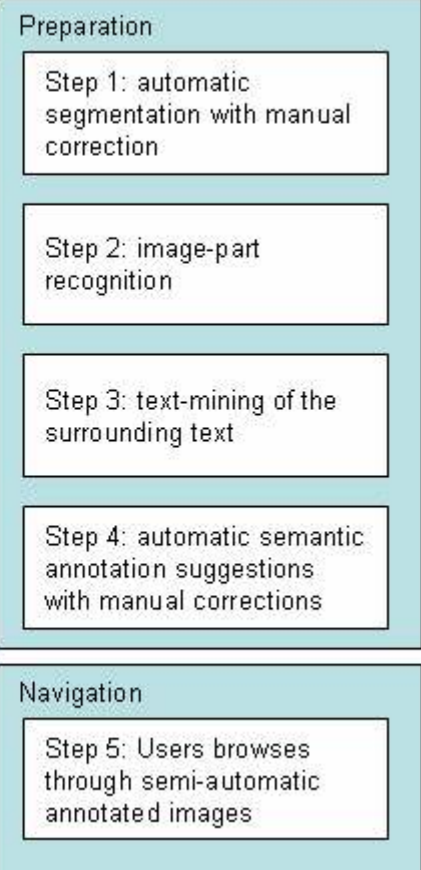 Preparation
Step 1: automatic
segmentation with manual
correction
Step 2: image-part
recognition
Step 3: text-mining of the
surrounding text
Step 4: automatic semantic
annotation suggestions
with manual corrections
Navigation
Step 5: Users browses
through semi-automatic
annotated images